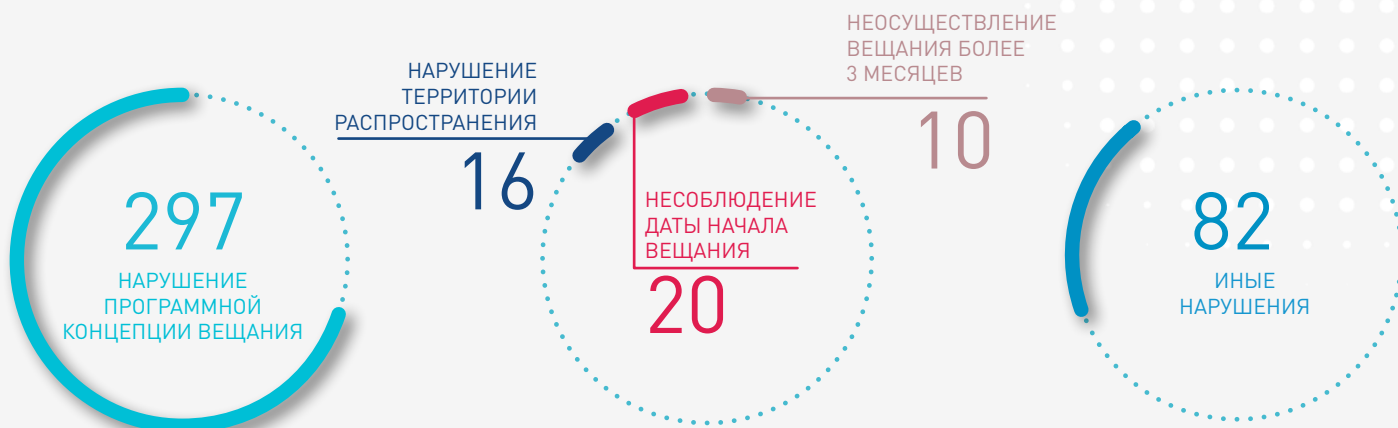 297
НАРУШЕНИЕ
ПРОГРАММНОЙ
КОНЦЕПЦИИ ВЕЩАНИЯ
НАРУШЕНИЕ
ТЕРРИТОРИИ
РАСПРОСТРАНЕНИЯ
16
НЕСОБЛЮДЕНИЕ
ДАТЫ НАЧАЛА
ВЕЩАНИЯ
20
НЕОСУЩЕСТВЛЕНИЕ
ВЕЩАНИЯ БОЛЕЕ
3 МЕСЯЦЕВ
10
82
ИНЫЕ
НАРУШЕНИЯ